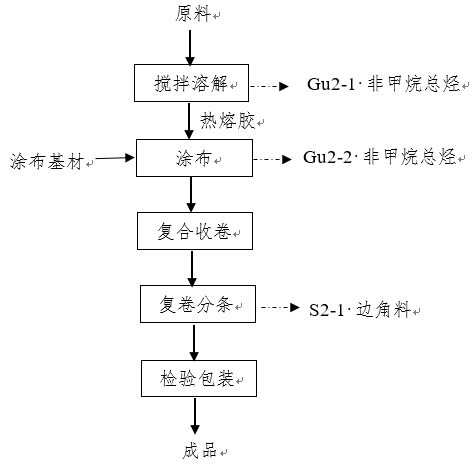 原料
搅拌溶解
Gu2-1·非甲烷总烃
热熔胶
涂布基材
涂布
Gu2-2·非甲烷总烃
复合收卷
复卷分条
S2-1·边角料
检验包装
成品